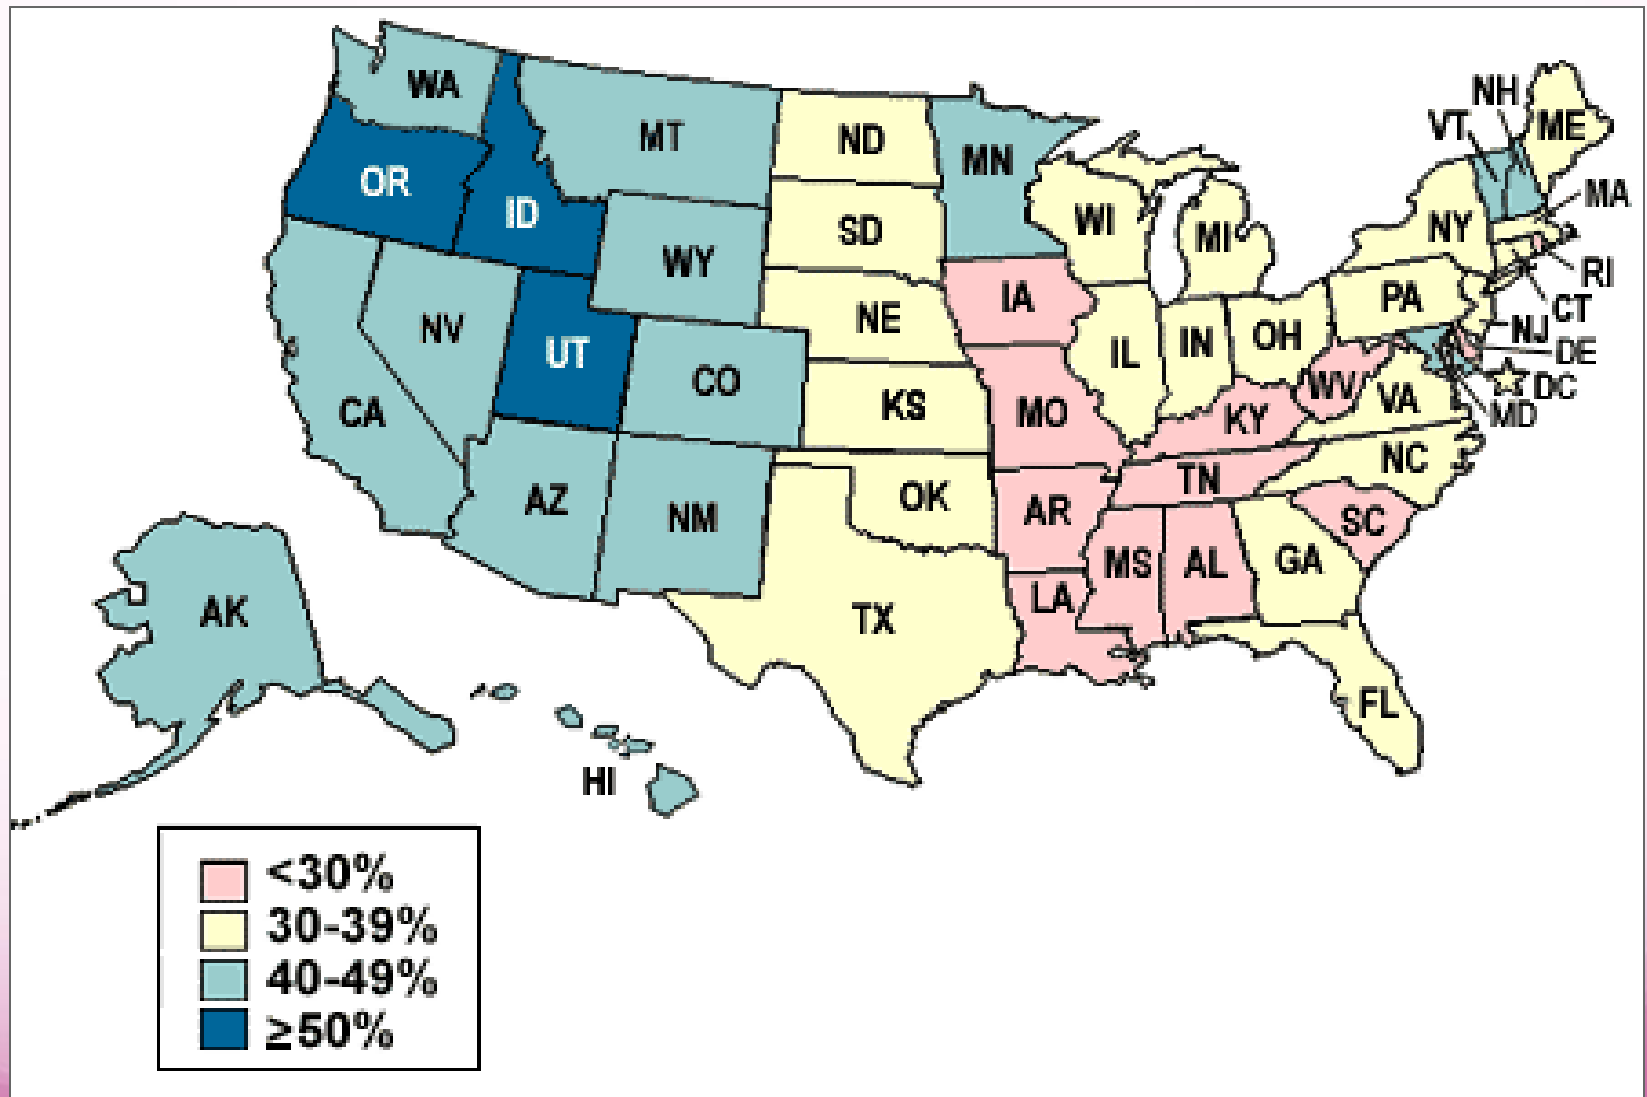 NH
WA
VT
ME
MT
ND
MN
OR
ID
MA
WI
NY
SD
MI
WY
RI
IA
PA
CT
NE
NV
NJ
UT
IL
IN
OH
DE
CO
WV
DC
CA
KS
MO
KY
VA
MD
NC
TN
AZ
NM
OK
AR
SC
MS
AL
GA
AK
LA
TX
FL
HI
<30%
30-39%
40-49%
≥50%